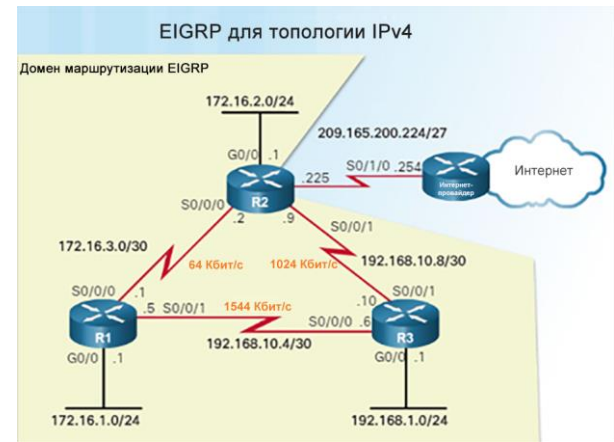 EIGRP для топологии IPv4
Домен маршрутизации EIGRP
172.16.2.0/24
209.165.200.224/27
G0/0 .1
S0/1/0 .254
Интернет
.225
Интернет-
провайдер
R2
S0/0/0
.2
.9
S0/0/1
172.16.3.0/30
64 Кбит/с
1024 Кбит/с
192.168.10.8/30
S0/0/0 .1
.10 S0/0/1
.5 S0/0/1
1544 Кбит/с
S0/0/0 .6
R1
192.168.10.4/30
R3
G0/0 .1
G0/0 .1
172.16.1.0/24
192.168.1.0/24